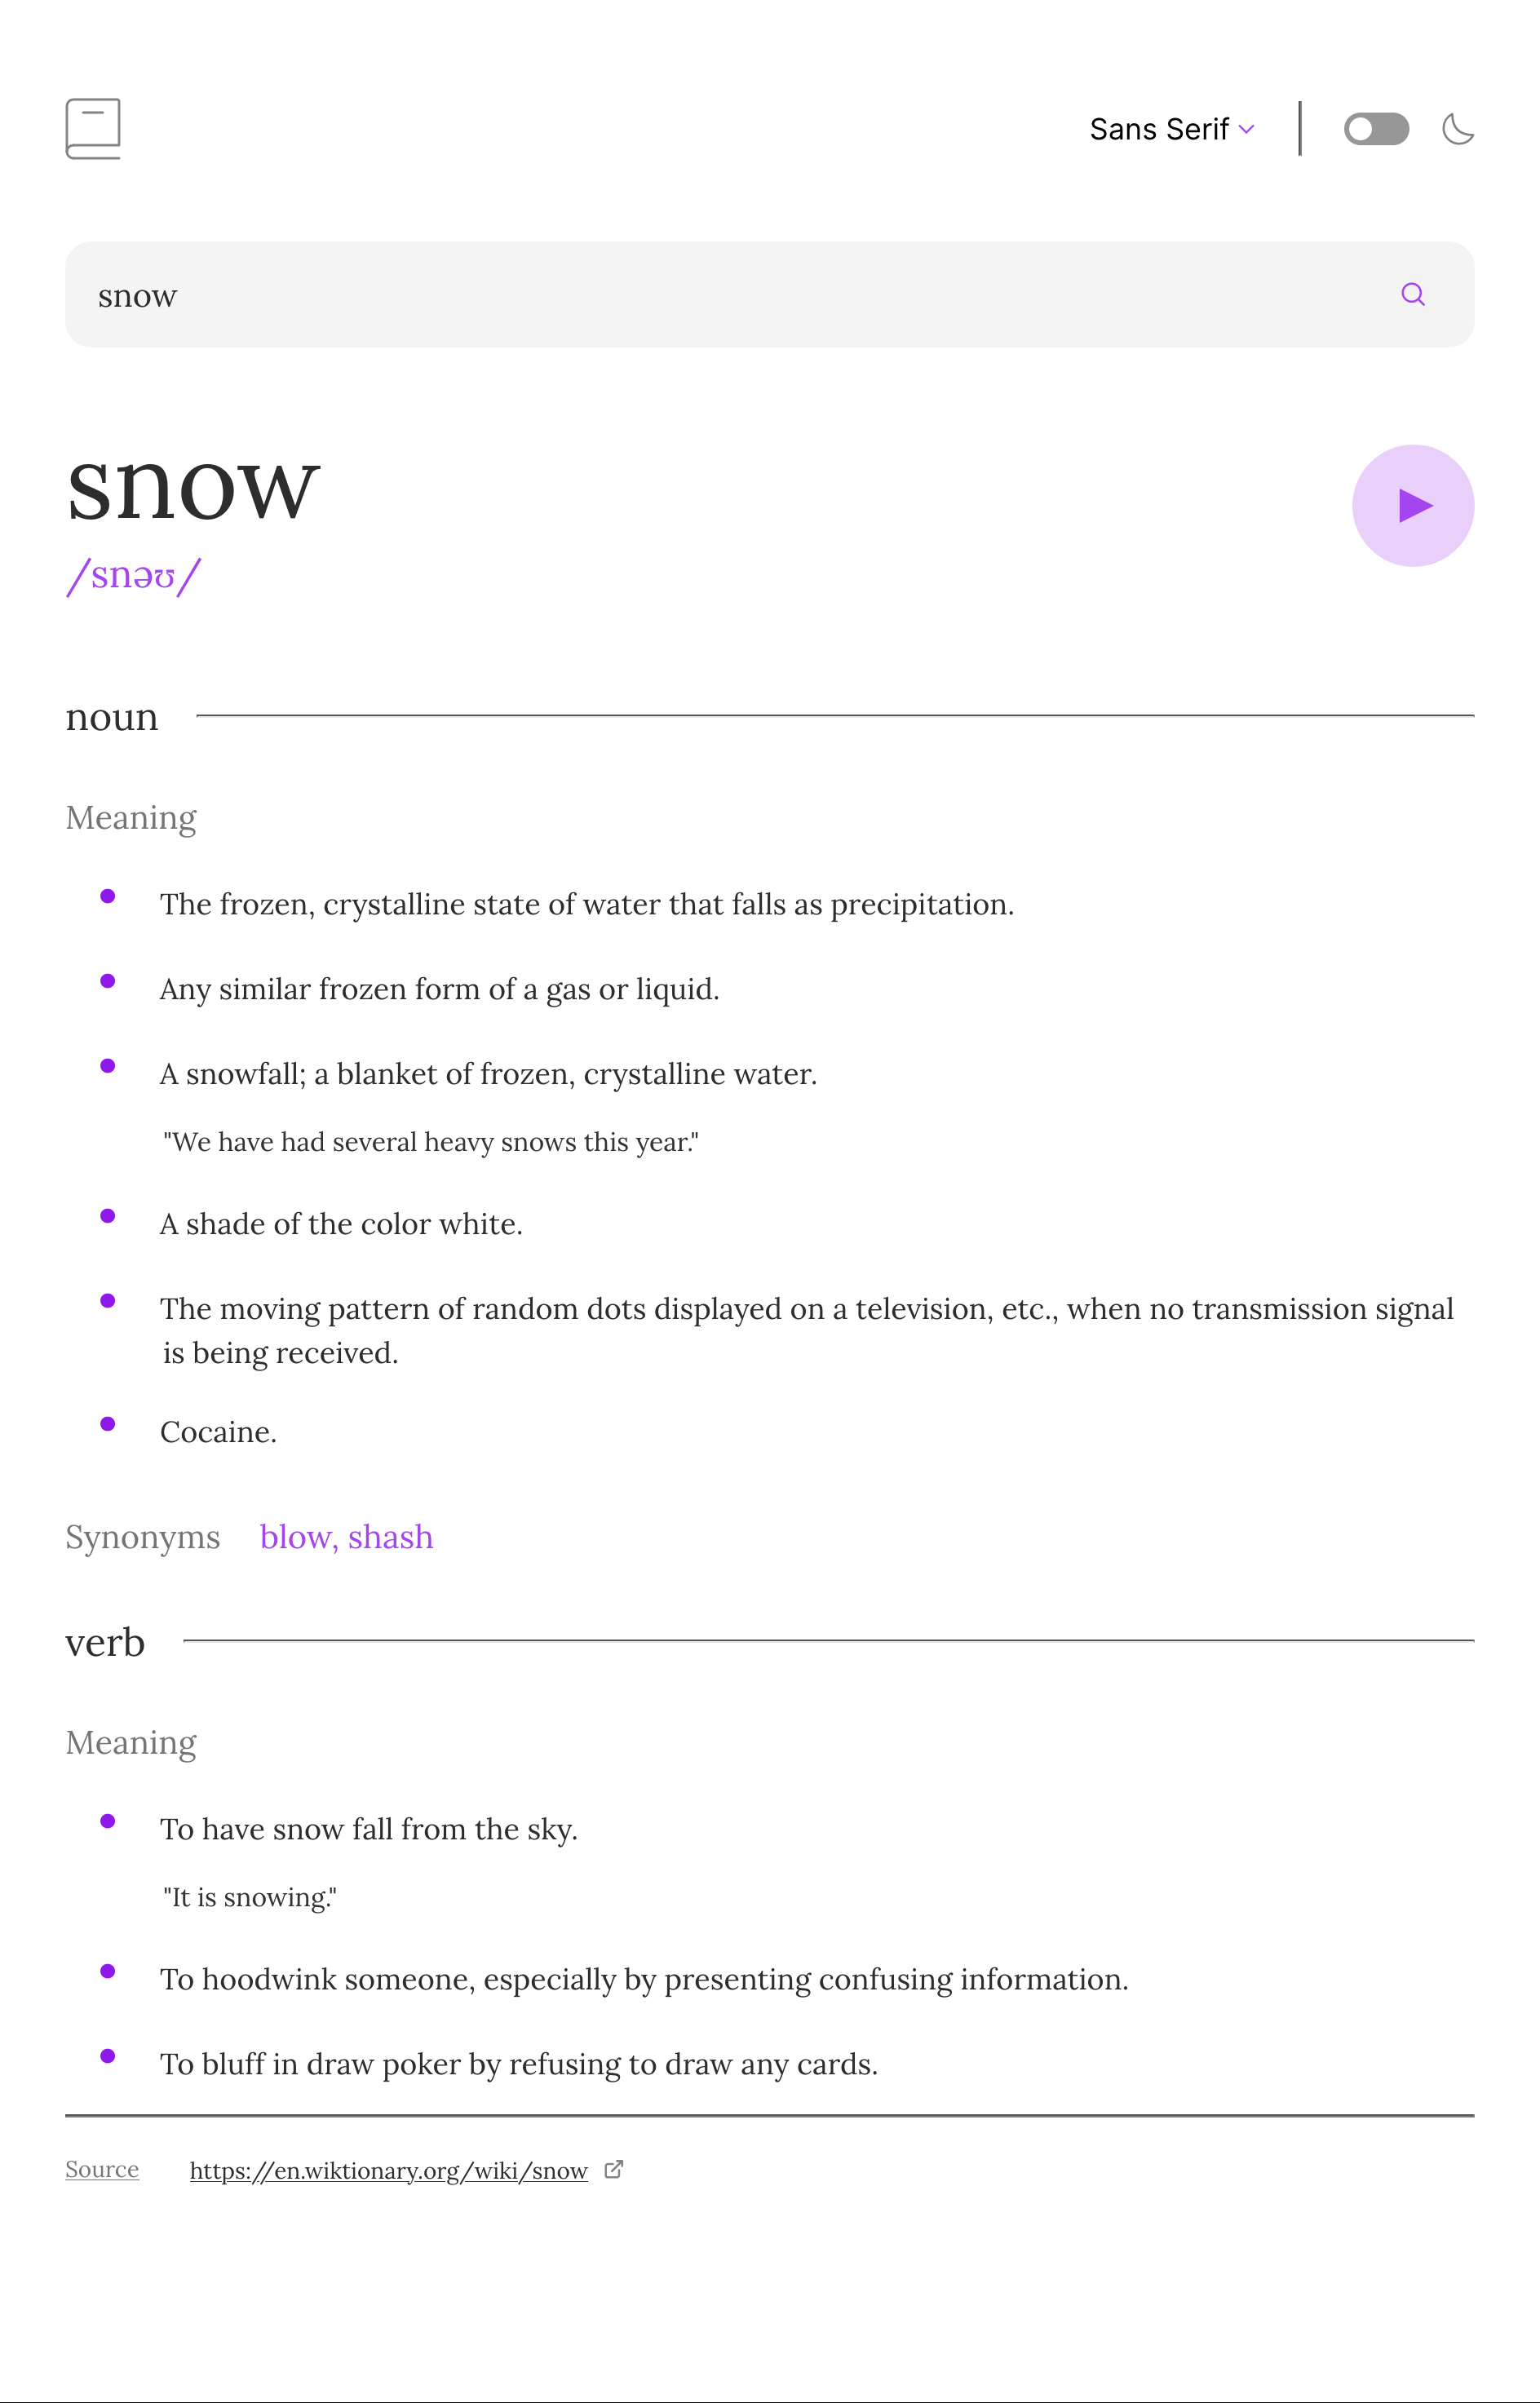 Sans Serif
snow
snow
/snəʊ/
noun
Meaning
The frozen, crystalline state of water that falls as precipitation.
Any similar frozen form of a gas or liquid.
A snowfall; a blanket of frozen, crystalline water.
"We have had several heavy snows this year."
A shade of the color white.
The moving pattern of random dots displayed on a television, etc., when no transmission signal
is being received.
Cocaine.
Synonyms blow, shash
verb
Meaning
To have snow fall from the sky.
"It is snowing."
To hoodwink someone, especially by presenting confusing information.
To bluff in draw poker by refusing to draw any cards.
Source https://en.wiktionary.org/wiki/snow